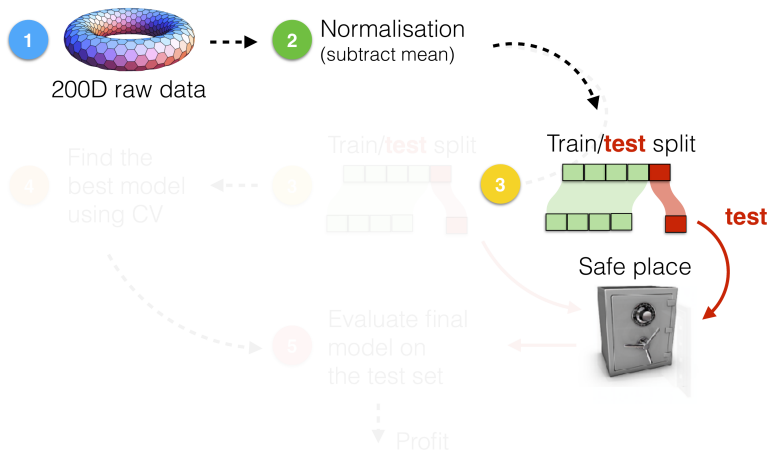 1
200D raw data
2
Normalisation
(subtract mean)
Train/test split
3
test
Safe place
4
Find the
best model
using CV
Train/test split
3
5
Evaluate final
model on
the test set
Profit